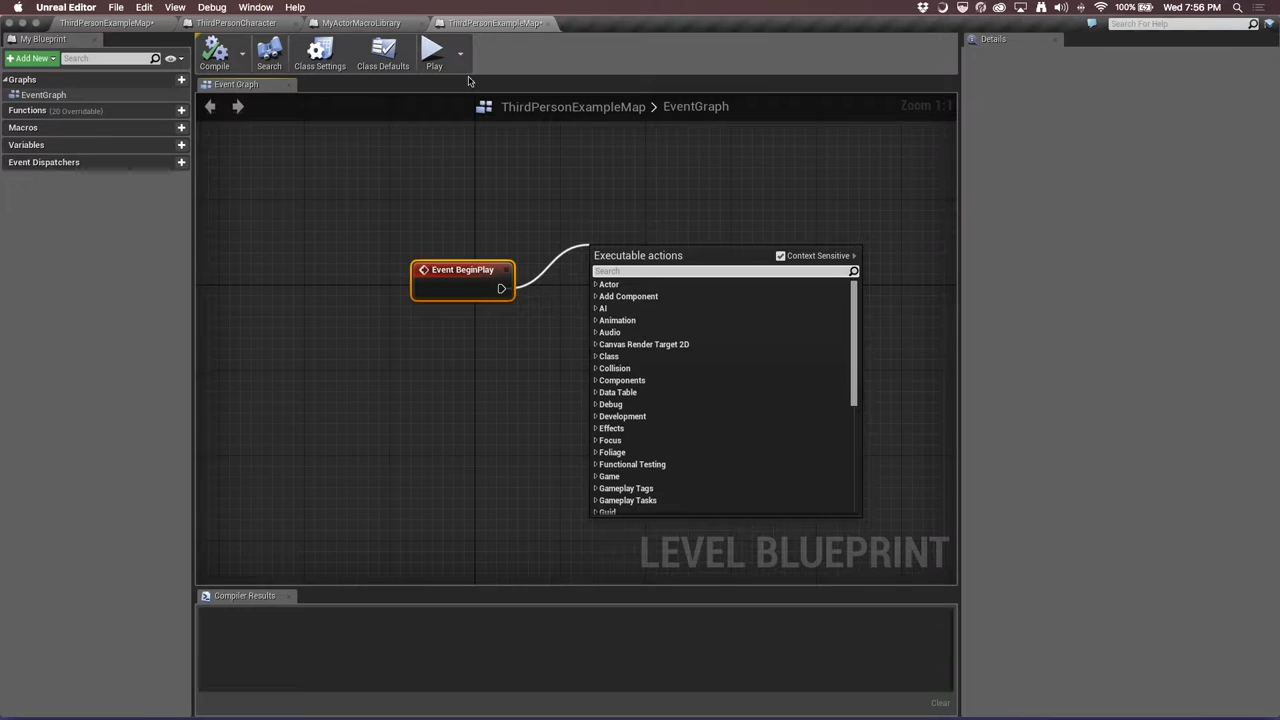 Unreal Editor File Edit View Debug Window Help 100% Wed 7:56 PM
ThirdPersonExampleMap* ThirdPersonCharacter MyActorMacroLibrary ThirdPersonExampleMap* Search For Help
My Blueprint
Add New Search
Compile Search Class Settings Class Defaults Play
Details
Graphs
EventGraph
Functions (20 Overridable)
Macros
Variables
Event Dispatchers
Event Graph
ThirdPersonExampleMap > EventGraph Zoom 1:1
Event BeginPlay
Executable actions Context Sensitive
Search
Actor
Add Component
AI
Animation
Audio
Canvas Render Target 2D
Class
Collision
Components
Data Table
Debug
Development
Effects
Focus
Foliage
Functional Testing
Game
Gameplay Tags
Gameplay Tasks
Guid
LEVEL BLUEPRINT
Compiler Results
Clear